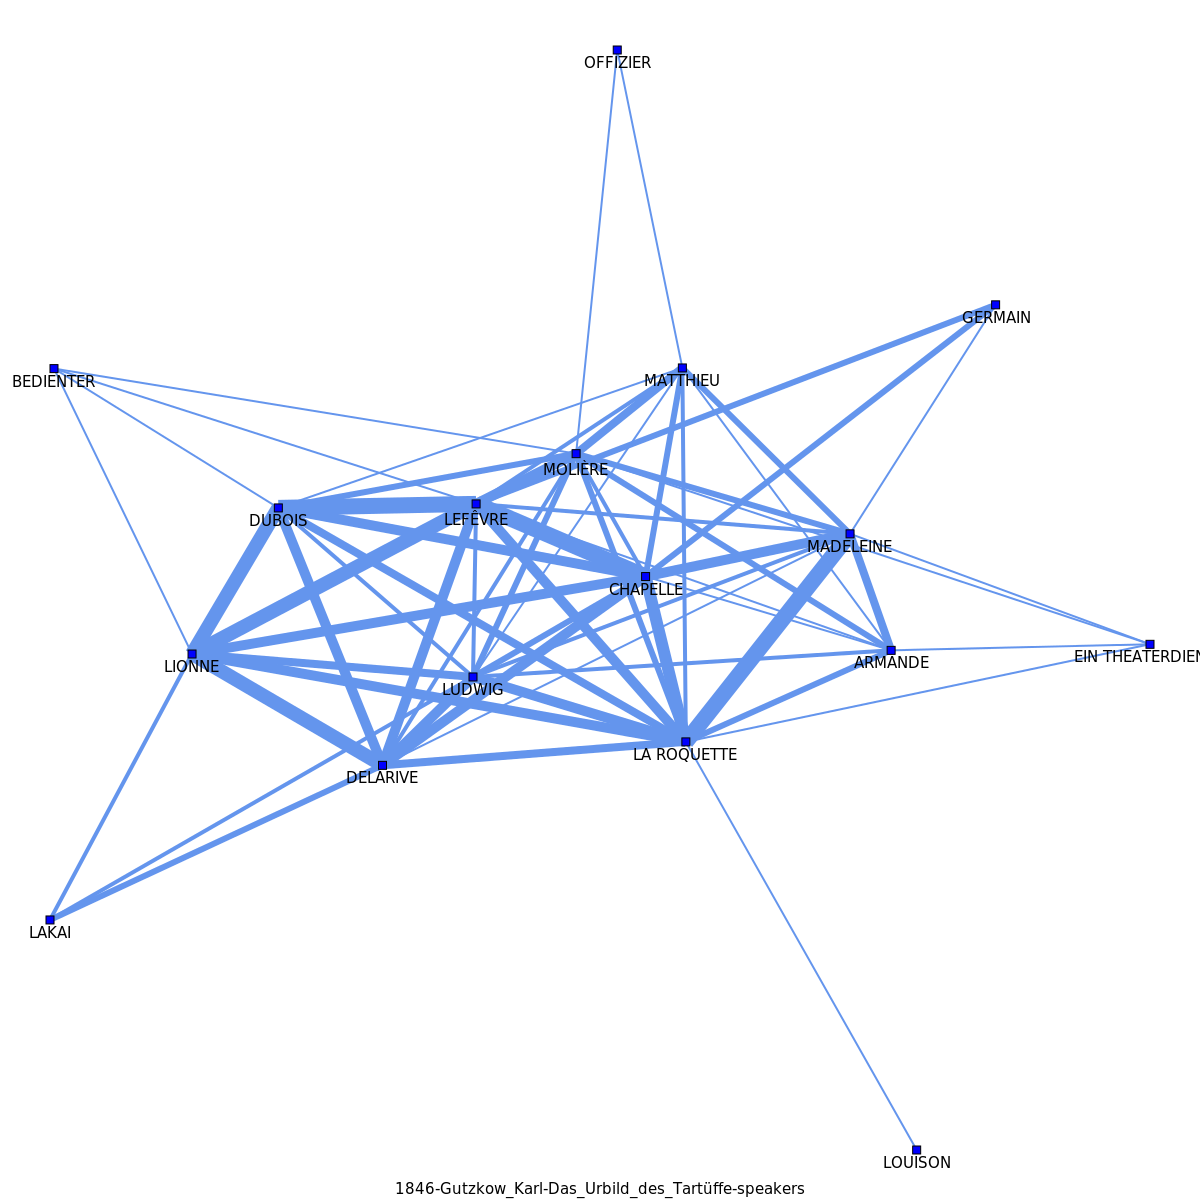 OFFIZIER
GERMAIN
BEDIENTER
MATTHIEU
MOLIÈRE
DUBOIS
LEFÈVRE
MADELEINE
CHAPELLE
LIONNE
ARMANDE
EIN THEATERDIEN
LUDWIG
LA ROQUETTE
DELARIVE
LAKAI
LOUISON
1846-Gutzkow_Karl-Das_Urbild_des_Tartüffe-speakers